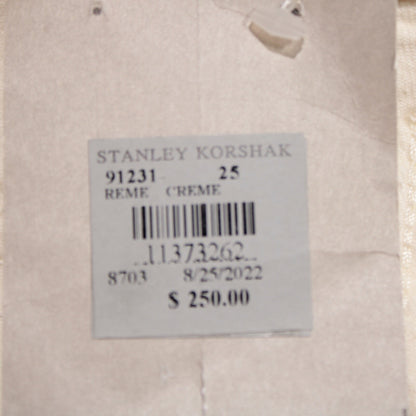 STANLEY KORSHAK
91231 25
REME CREME
11373262
8703 8/25/2022
$ 250.00